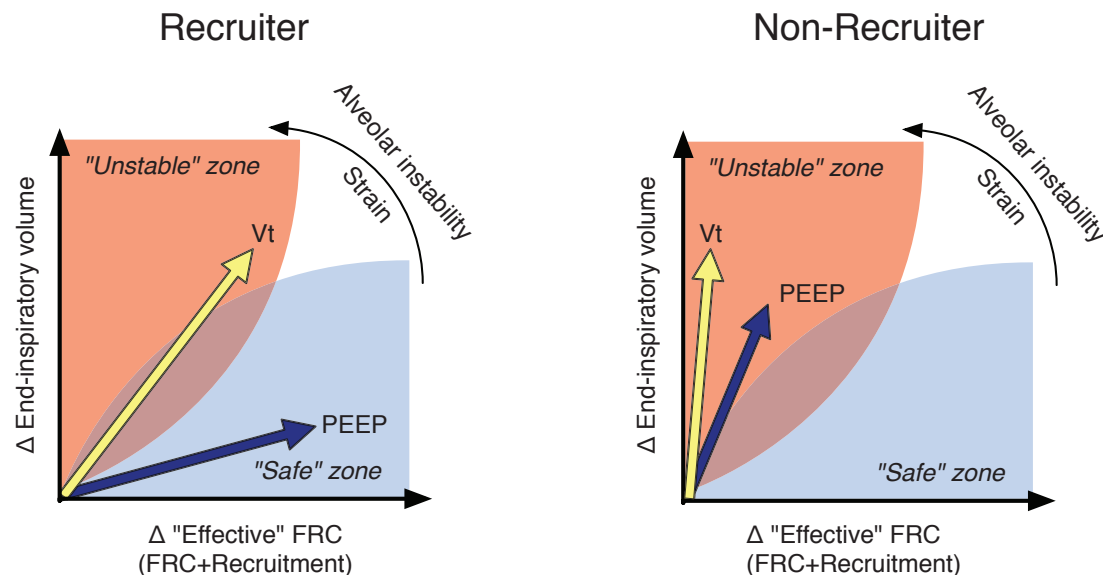 Recruiter
Alveolar instability
Strain
"Unstable" zone
Vt
PEEP
"Safe" zone
Δ End-inspiratory volume
Δ "Effective" FRC
(FRC+Recruitment)
Non-Recruiter
Alveolar instability
Strain
"Unstable" zone
Vt
PEEP
"Safe" zone
Δ End-inspiratory volume
Δ "Effective" FRC
(FRC+Recruitment)